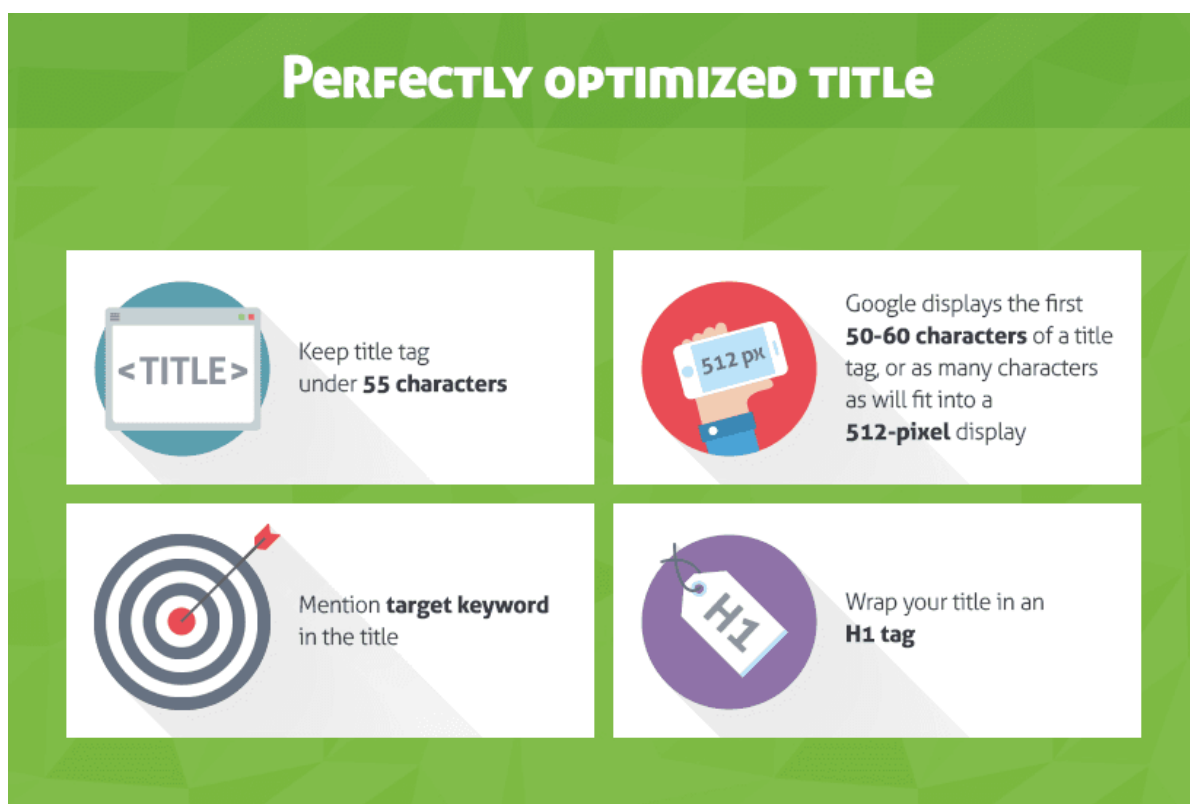 Perfectly optimized title
<TITLE>
Keep title tag
under 55 characters
512 px
Google displays the first
50-60 characters of a title
tag, or as many characters
as will fit into a
512-pixel display
Mention target keyword
in the title
H1
Wrap your title in an
H1 tag